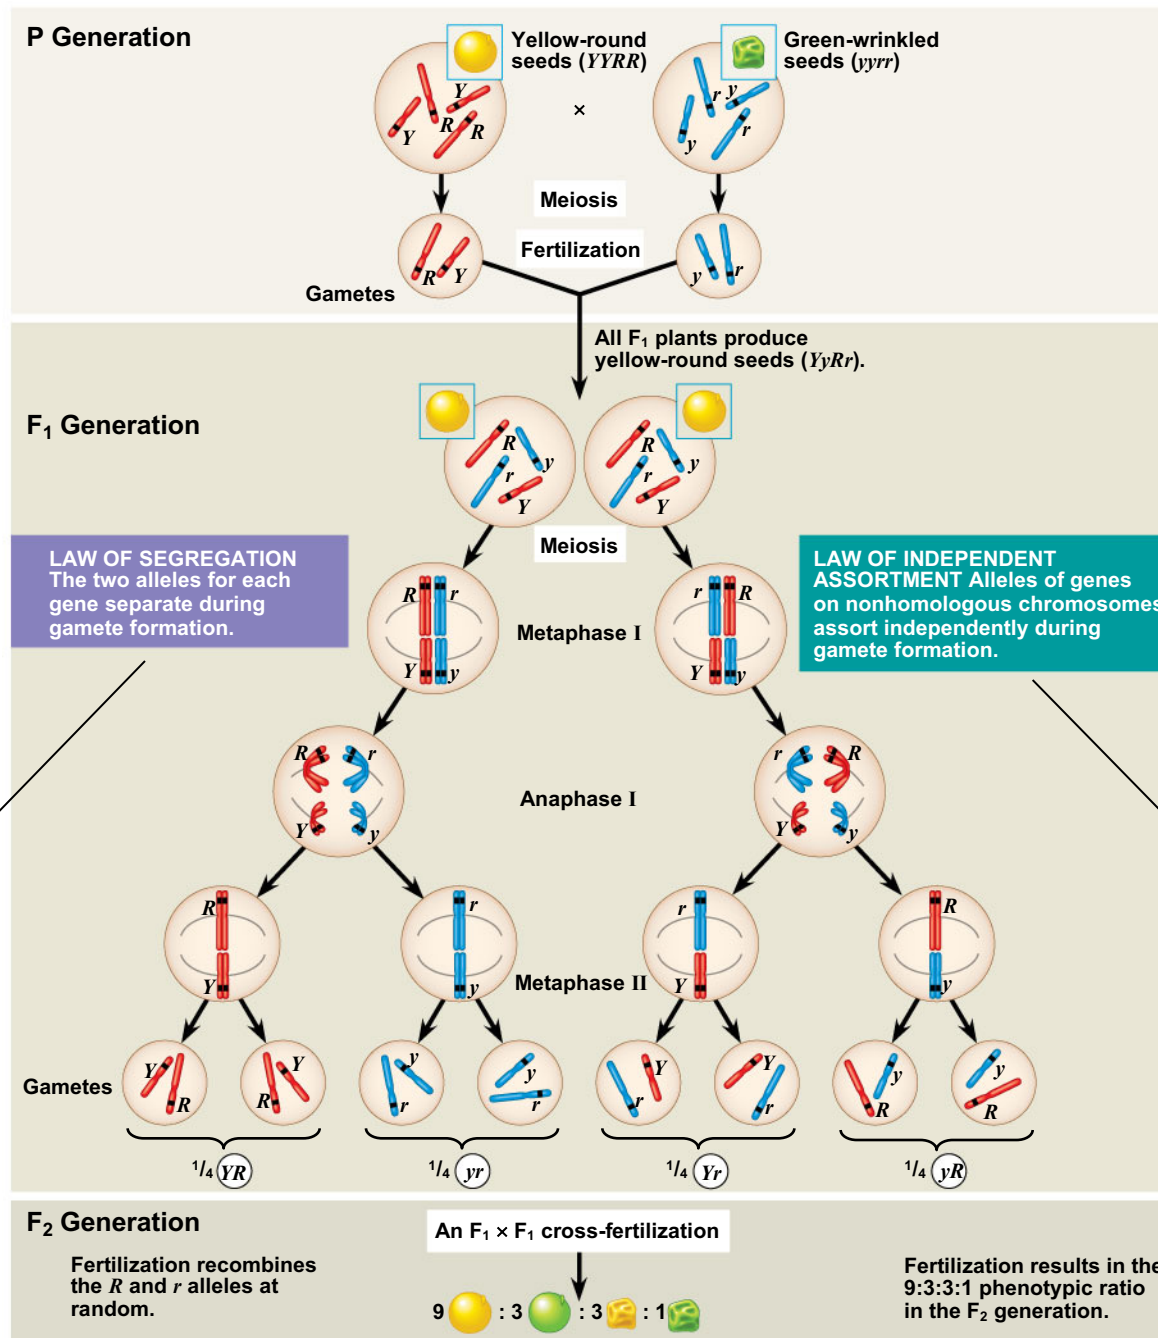 P Generation
Yellow-round
seeds (YYRR)
Green-wrinkled
seeds (yyrr)
Y
Y
R
R
×
r
y
y
r
Meiosis
Fertilization
R
Y
y
r
Gametes
All F₁ plants produce
yellow-round seeds (YyRr).
F₁ Generation
R
y
r
Y
R
y
r
Y
Meiosis
LAW OF SEGREGATION
The two alleles for each
gene separate during
gamete formation.
LAW OF INDEPENDENT
ASSORTMENT Alleles of genes
on nonhomologous chromosomes
assort independently during
gamete formation.
R r
r R
Metaphase I
Y y
Y y
R r
r R
Anaphase I
Y y
Y y
R
r
r
R
Metaphase II
Y
y
Y
y
Gametes
Y
R
Y
R
y
r
y
r
Y
r
Y
r
y
R
y
R
1/4 YR
1/4 yr
1/4 Yr
1/4 yR
F₂ Generation
An F₁ × F₁ cross-fertilization
Fertilization recombines
the R and r alleles at
random.
Fertilization results in the
9:3:3:1 phenotypic ratio
in the F₂ generation.
9 : 3 : 3 : 1